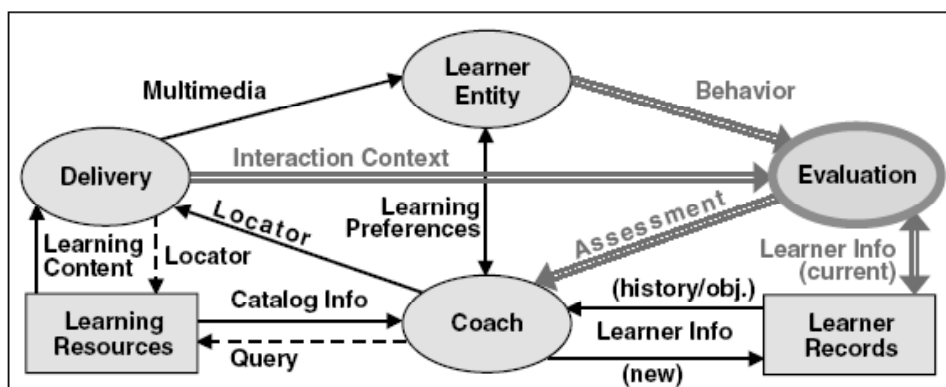 Learner
Entity
Multimedia
Behavior
Interaction Context
Delivery
Evaluation
Locator
Learning
Preferences
Assessment
Learning
Content
Locator
Learner Info
(current)
Catalog Info
(history/obj.)
Learning
Resources
Coach
Learner Info
Learner
Records
Query
(new)